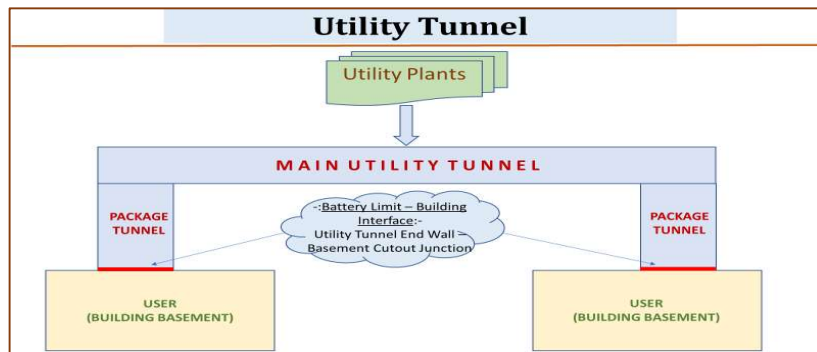 Utility Tunnel
Utility Plants
MAIN UTILITY TUNNEL
PACKAGE
TUNNEL
-:Battery Limit – Building
Interface:-
Utility Tunnel End Wall –
Basement Cutout Junction
PACKAGE
TUNNEL
USER
(BUILDING BASEMENT)
USER
(BUILDING BASEMENT)